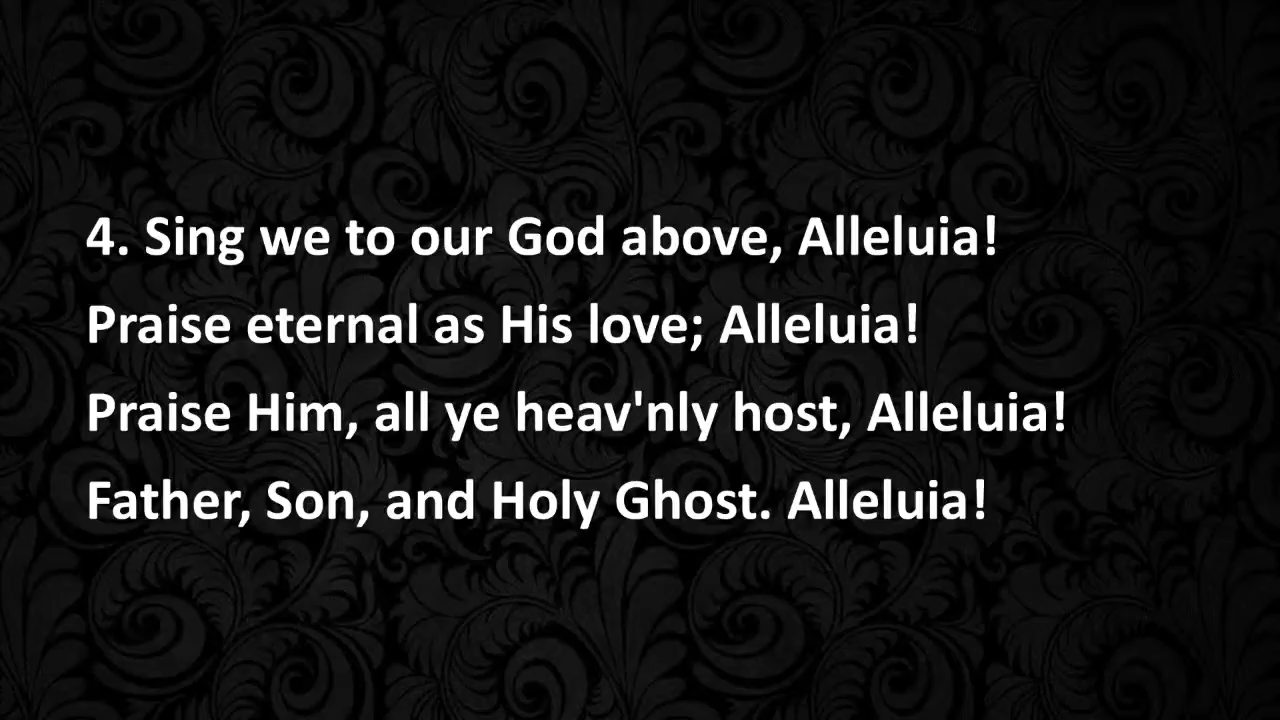 4. Sing we to our God above, Alleluia!
Praise eternal as His love; Alleluia!
Praise Him, all ye heav'nly host, Alleluia!
Father, Son, and Holy Ghost. Alleluia!